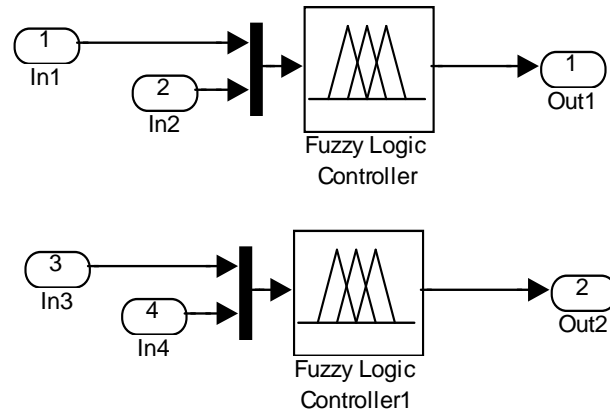 1
In1
2
In2
Fuzzy Logic
Controller
1
Out1
3
In3
4
In4
Fuzzy Logic
Controller1
2
Out2